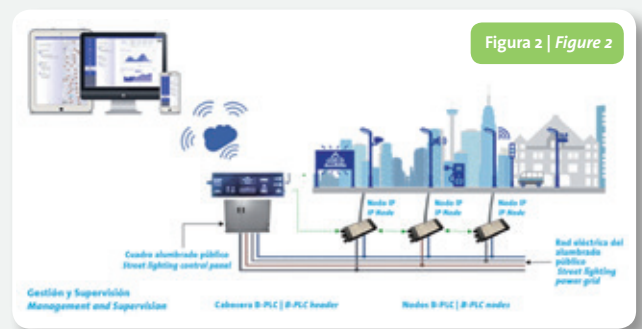 Figura 2 | Figure 2
Nodo IP
IP Node
Nodo IP
IP Node
Nodo IP
IP Node
Cuadro alumbrado público
Street lighting control panel
Red eléctrica del
alumbrado
público
Street lighting
power grid
Gestión y Supervisión
Management and Supervision
Cabecera B-PLC | B-PLC header
Nodos B-PLC | B-PLC nodes